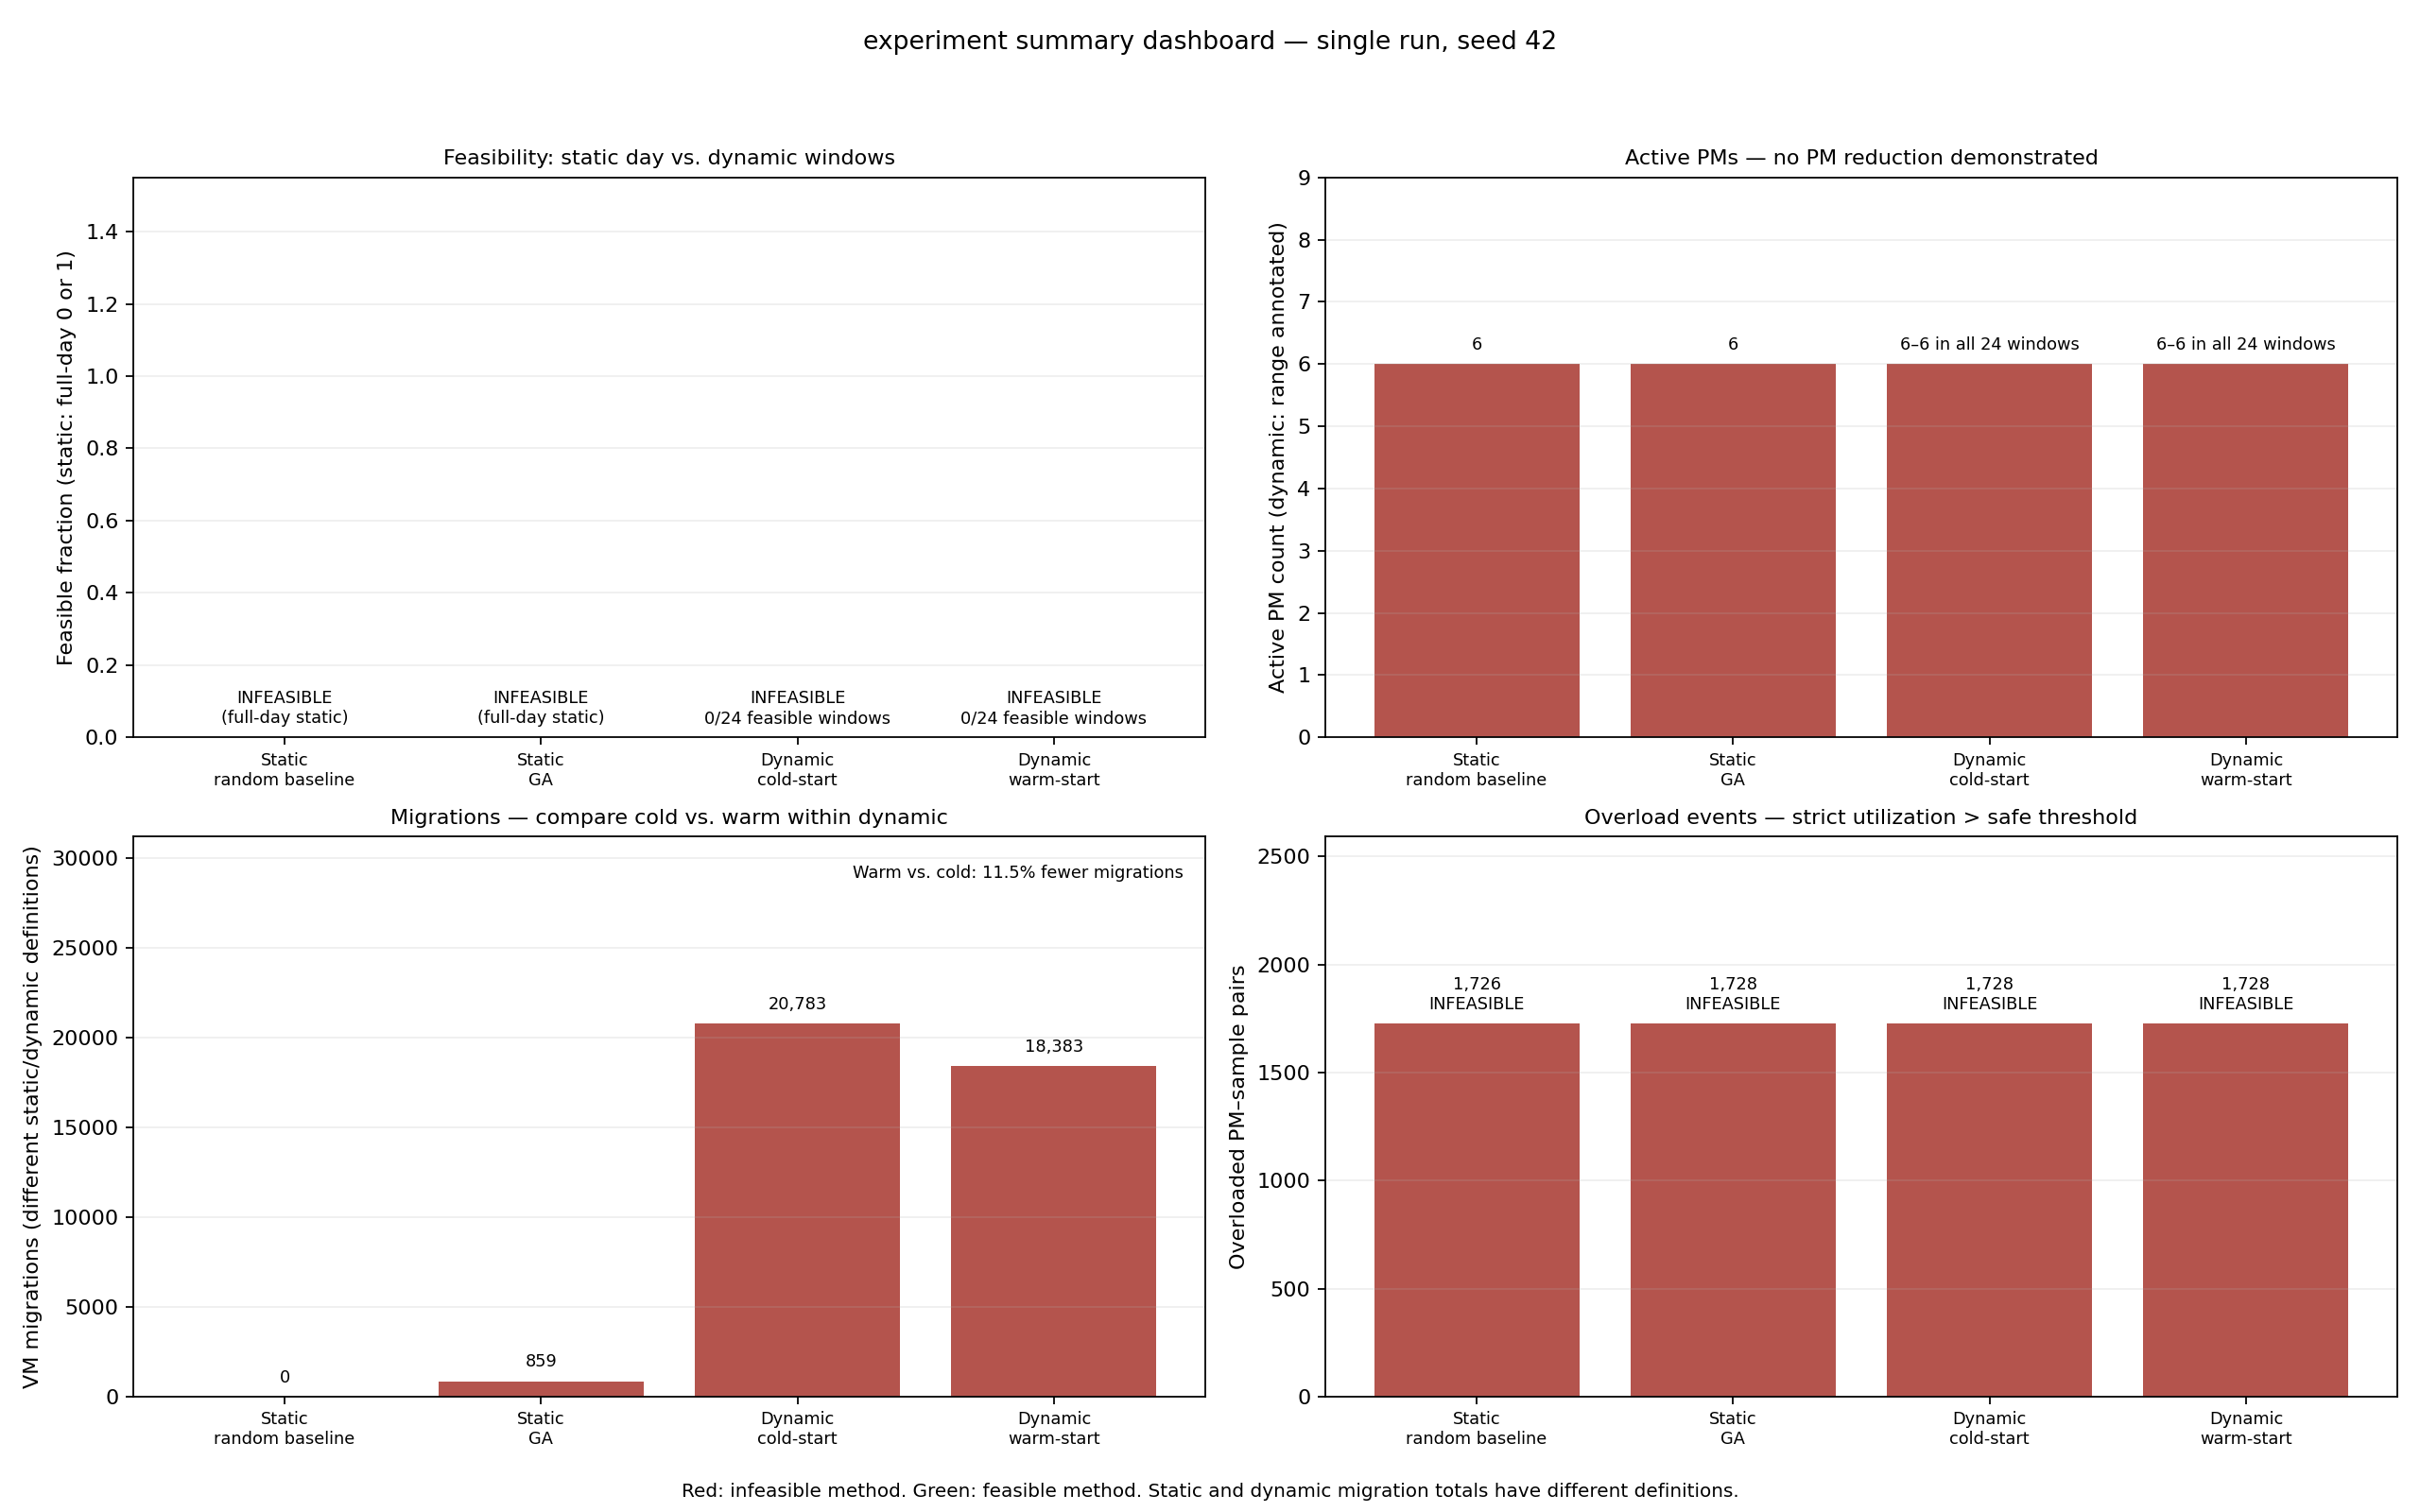 experiment summary dashboard — single run, seed 42
Feasibility: static day vs. dynamic windows
Feasible fraction (static: full-day 0 or 1)
1.4
1.2
1.0
0.8
0.6
0.4
0.2
0.0
INFEASIBLE
(full-day static)
INFEASIBLE
(full-day static)
INFEASIBLE
0/24 feasible windows
INFEASIBLE
0/24 feasible windows
Static
random baseline
Static
GA
Dynamic
cold-start
Dynamic
warm-start
Active PMs — no PM reduction demonstrated
Active PM count (dynamic: range annotated)
9
8
7
6
5
4
3
2
1
0
6
6
6–6 in all 24 windows
6–6 in all 24 windows
Static
random baseline
Static
GA
Dynamic
cold-start
Dynamic
warm-start
Migrations — compare cold vs. warm within dynamic
VM migrations (different static/dynamic definitions)
30000
25000
20000
15000
10000
5000
0
Warm vs. cold: 11.5% fewer migrations
0
859
20,783
18,383
Static
random baseline
Static
GA
Dynamic
cold-start
Dynamic
warm-start
Overload events — strict utilization > safe threshold
Overloaded PM–sample pairs
2500
2000
1500
1000
500
0
1,726
INFEASIBLE
1,728
INFEASIBLE
1,728
INFEASIBLE
1,728
INFEASIBLE
Static
random baseline
Static
GA
Dynamic
cold-start
Dynamic
warm-start
Red: infeasible method. Green: feasible method. Static and dynamic migration totals have different definitions.